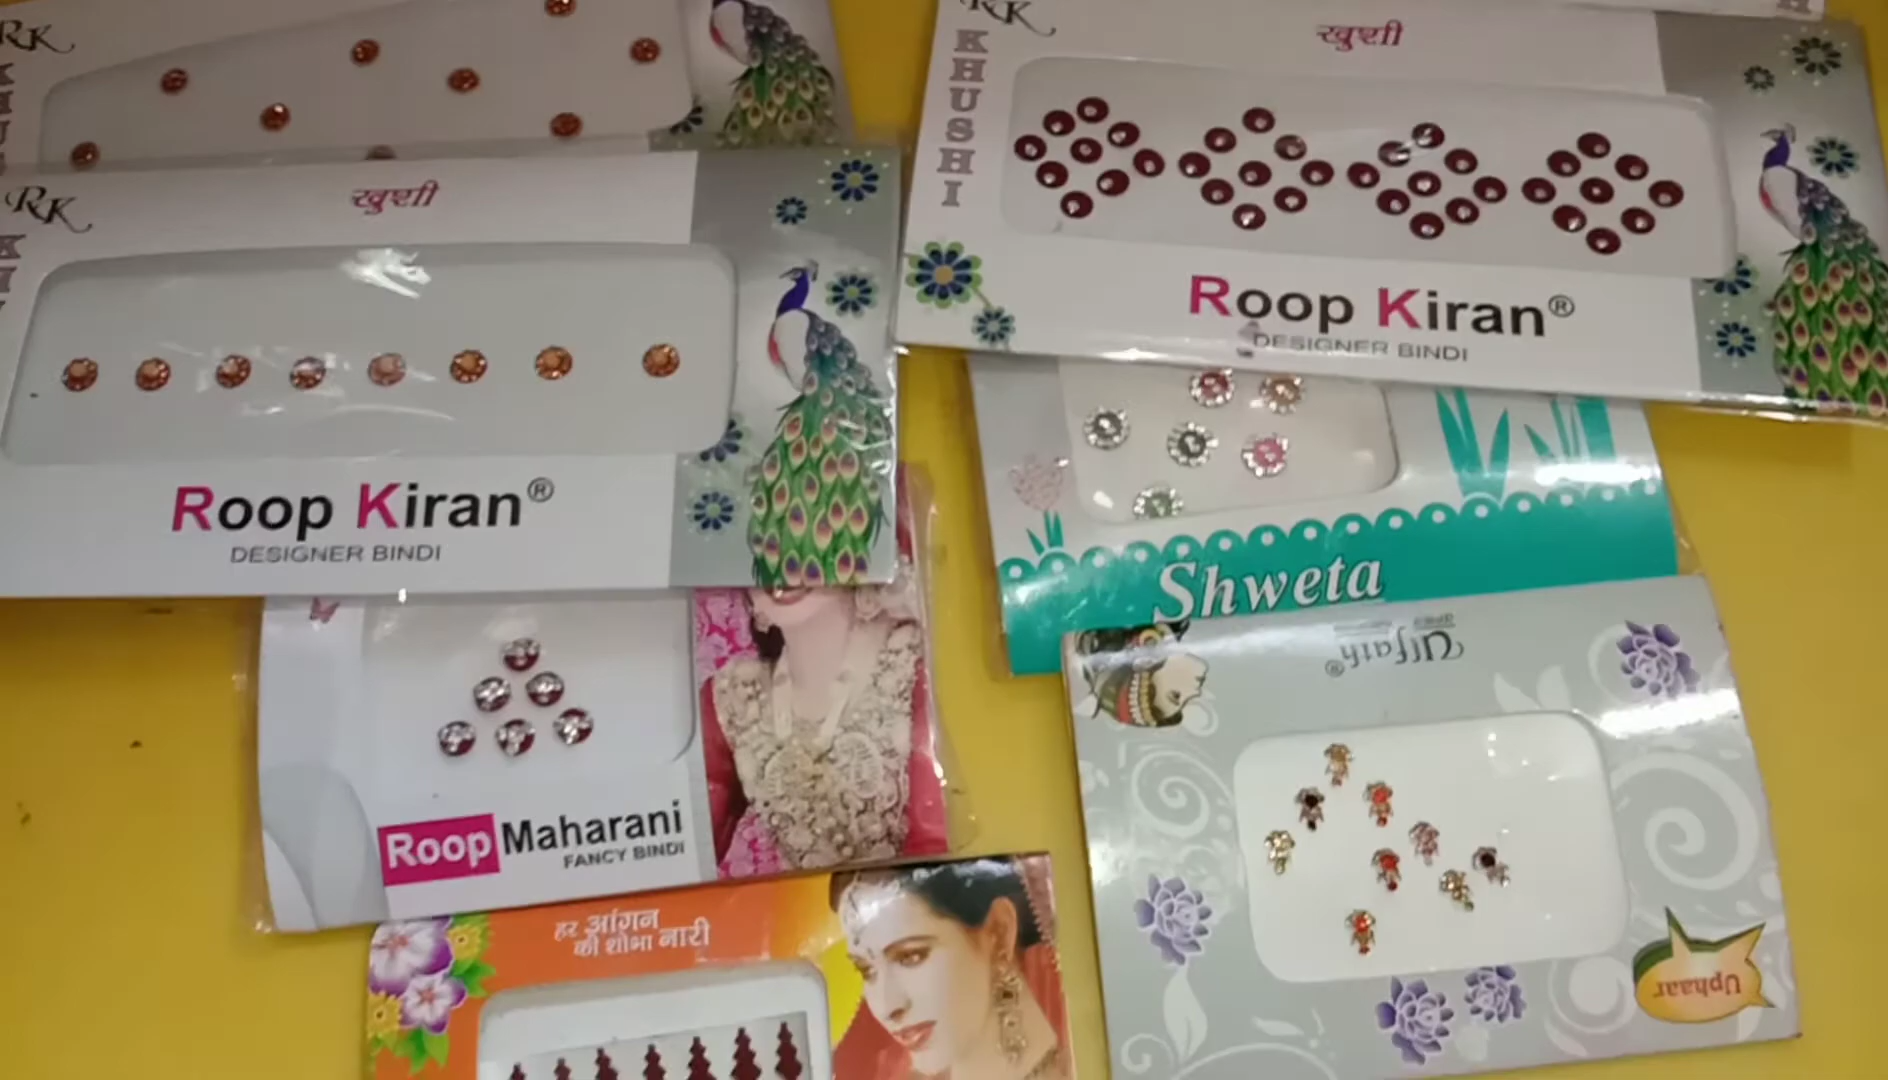 RK
RK
खुशी
KHUSHI
Roop Kiran®
DESIGNER BINDI
RK
खुशी
Roop Kiran®
DESIGNER BINDI
Shweta
Roop Maharani
FANCY BINDI
Ulfath®
Uphaar
हर आंगन
की शोभा नारी